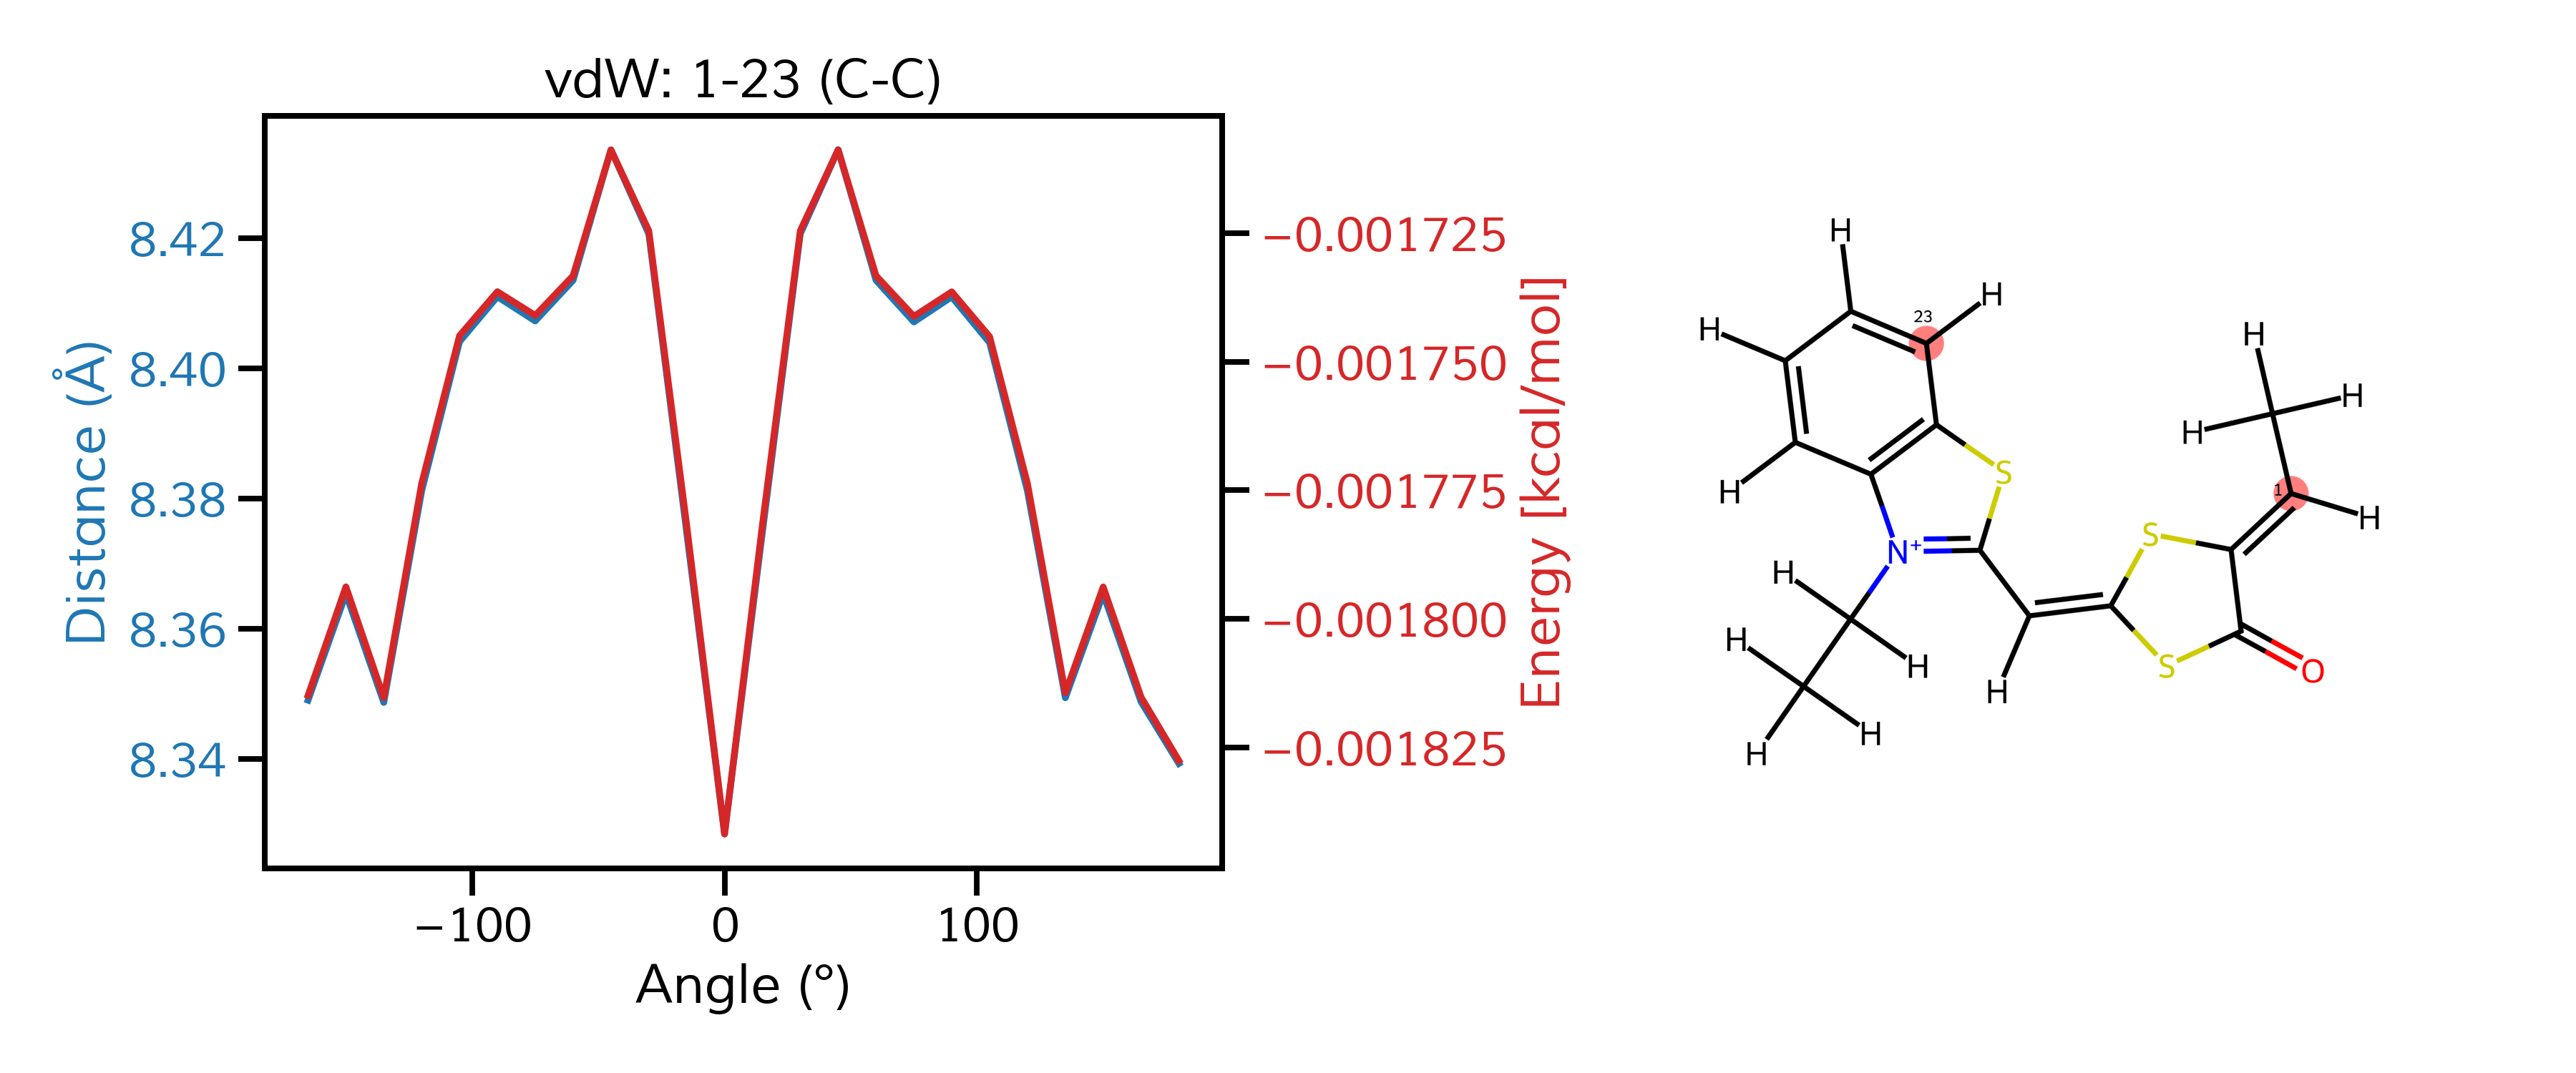 vdW: 1-23 (C-C)
Distance (Å)
8.42
8.40
8.38
8.36
8.34
−100
0
100
Angle (°)
−0.001725
−0.001750
−0.001775
−0.001800
−0.001825
Energy [kcal/mol]
H
H
23
H
H
H
H
H
S
1
H
H
N⁺
S
H
H
H
S
O
H
H
H